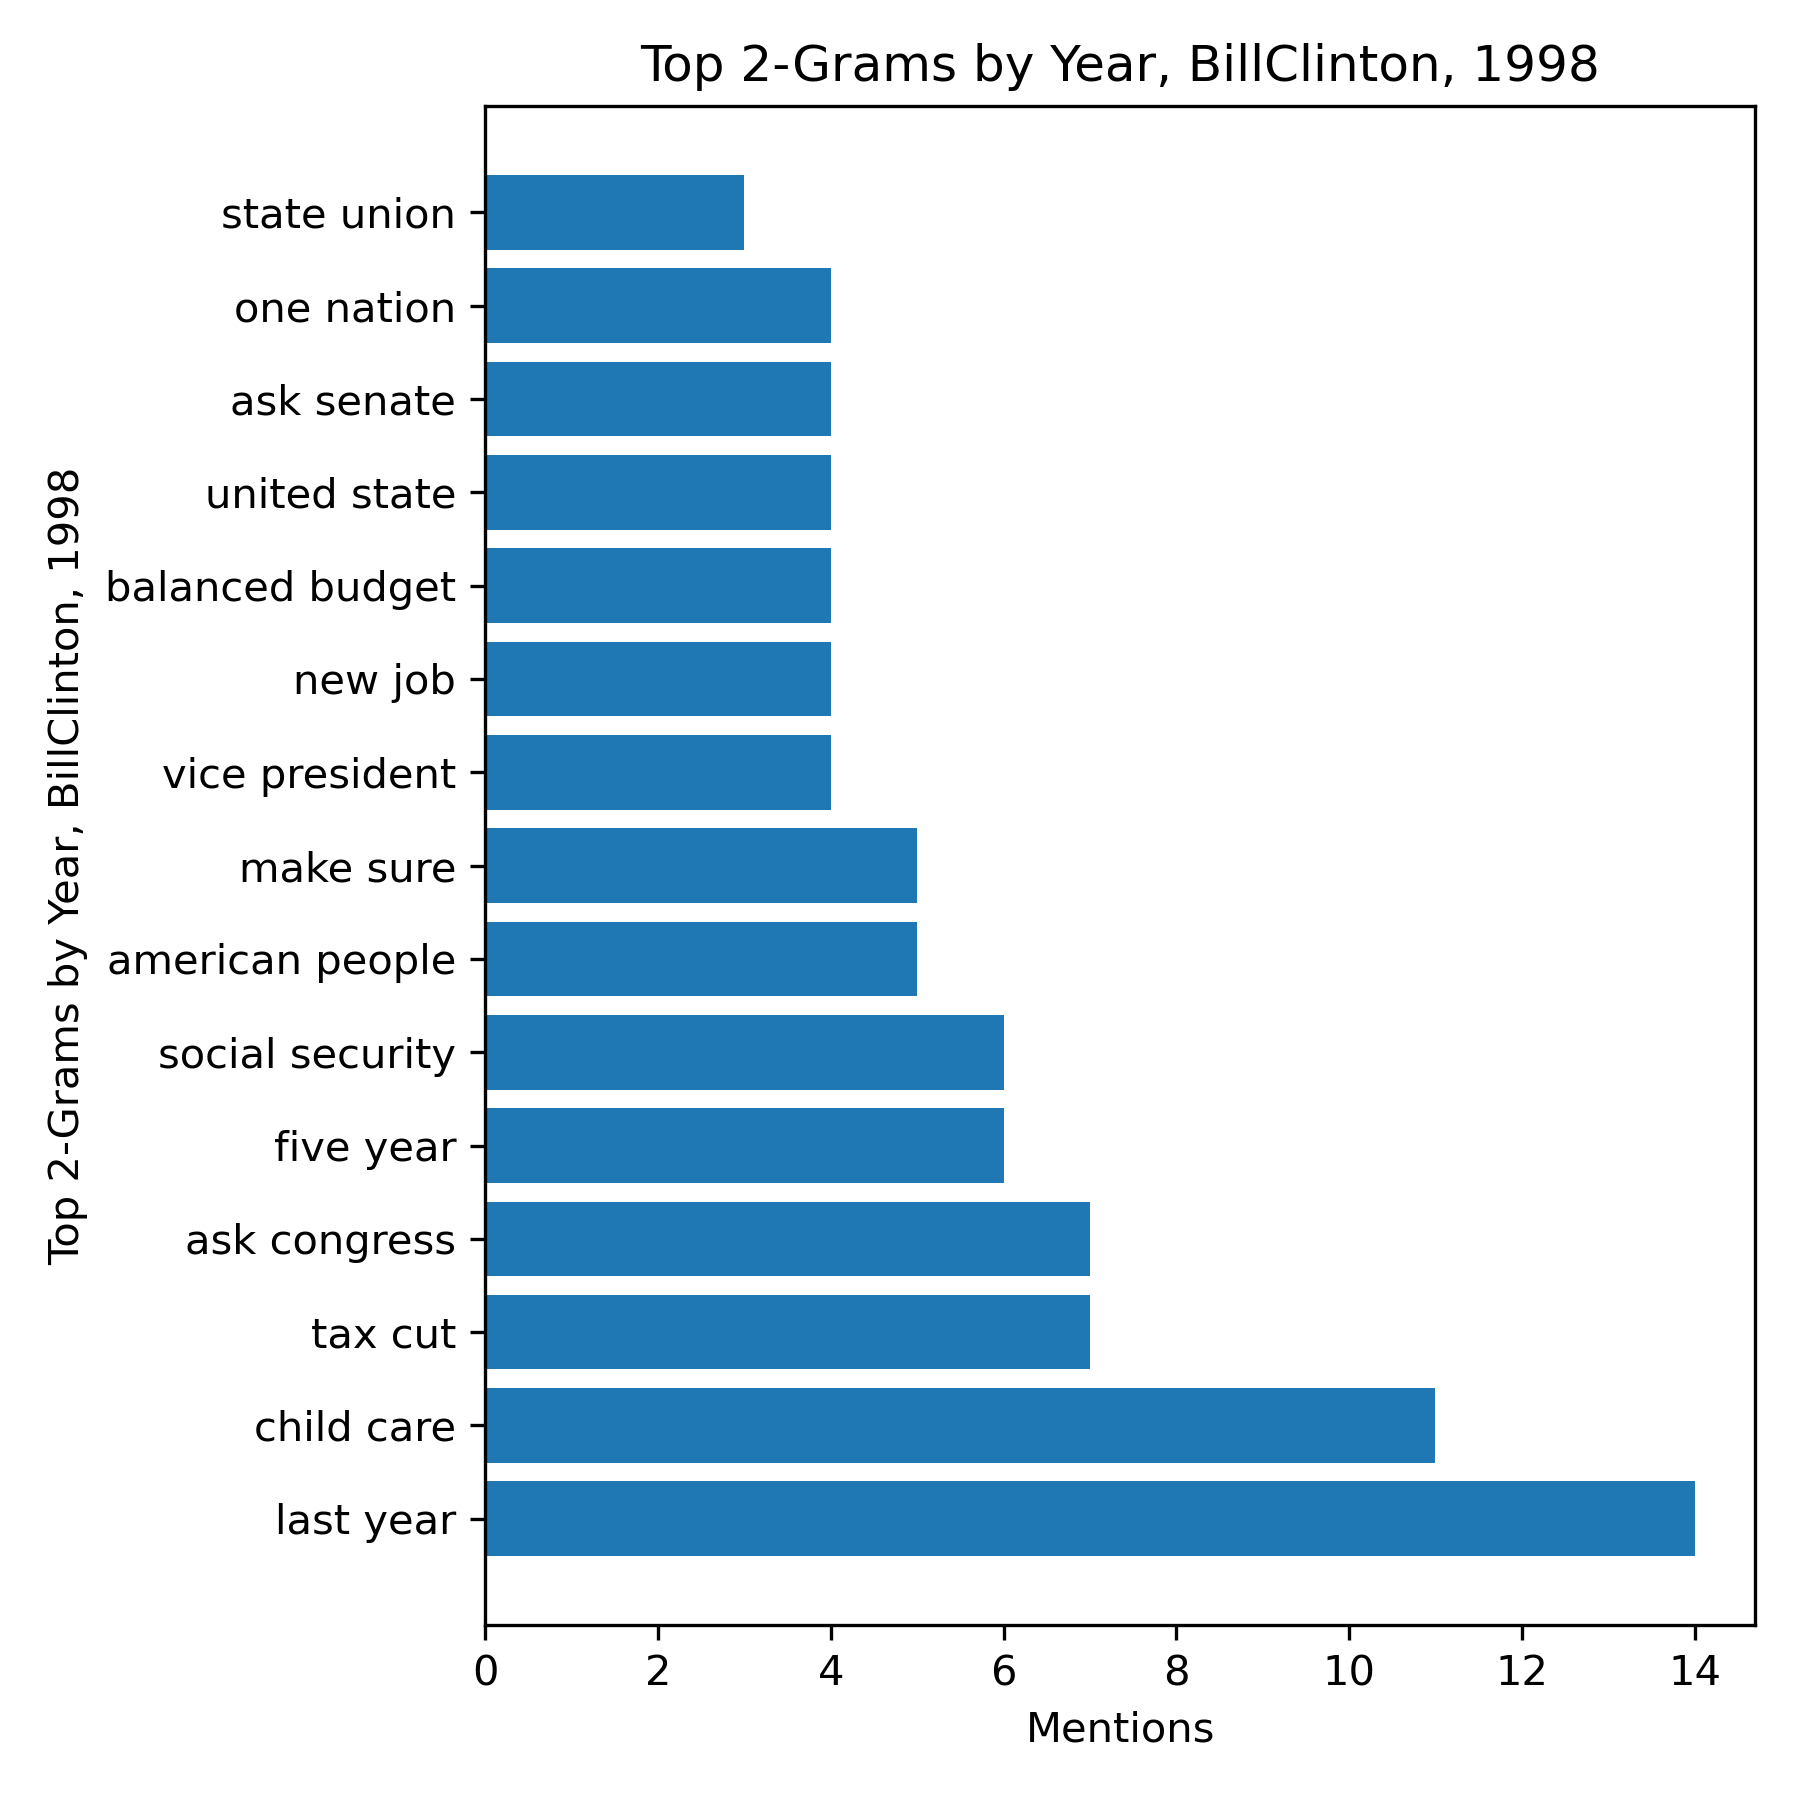 Top 2-Grams by Year, BillClinton, 1998
Top 2-Grams by Year, BillClinton, 1998
state union
one nation
ask senate
united state
balanced budget
new job
vice president
make sure
american people
social security
five year
ask congress
tax cut
child care
last year
0 2 4 6 8 10 12 14
Mentions